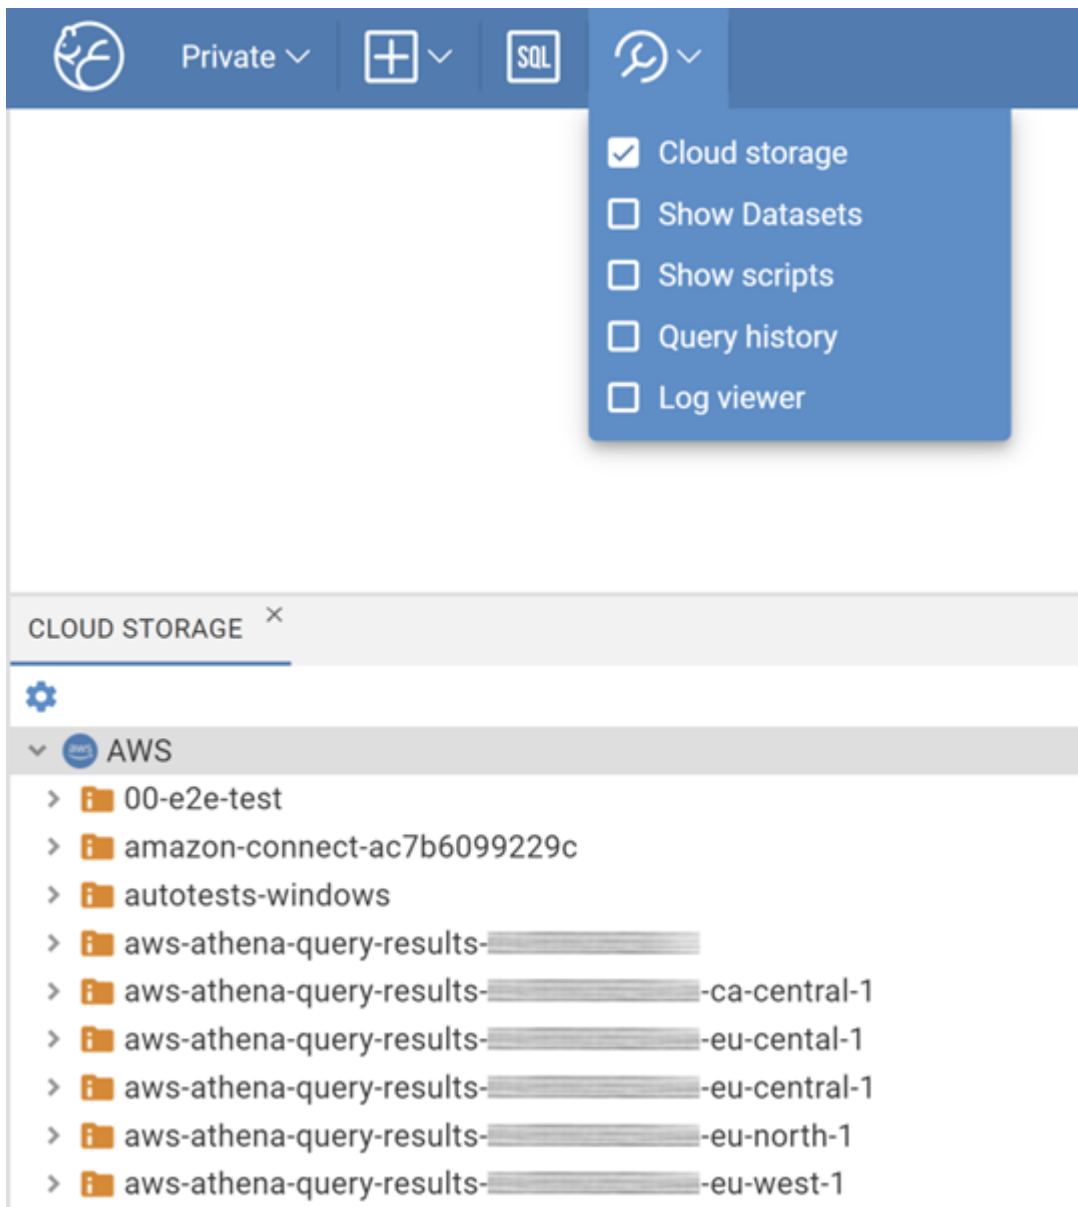 Private
SQL
Cloud storage
Show Datasets
Show scripts
Query history
Log viewer
CLOUD STORAGE
aws AWS
00-e2e-test
amazon-connect-ac7b6099229c
autotests-windows
aws-athena-query-results-
aws-athena-query-results- -ca-central-1
aws-athena-query-results- -eu-cental-1
aws-athena-query-results- -eu-central-1
aws-athena-query-results- -eu-north-1
aws-athena-query-results- -eu-west-1